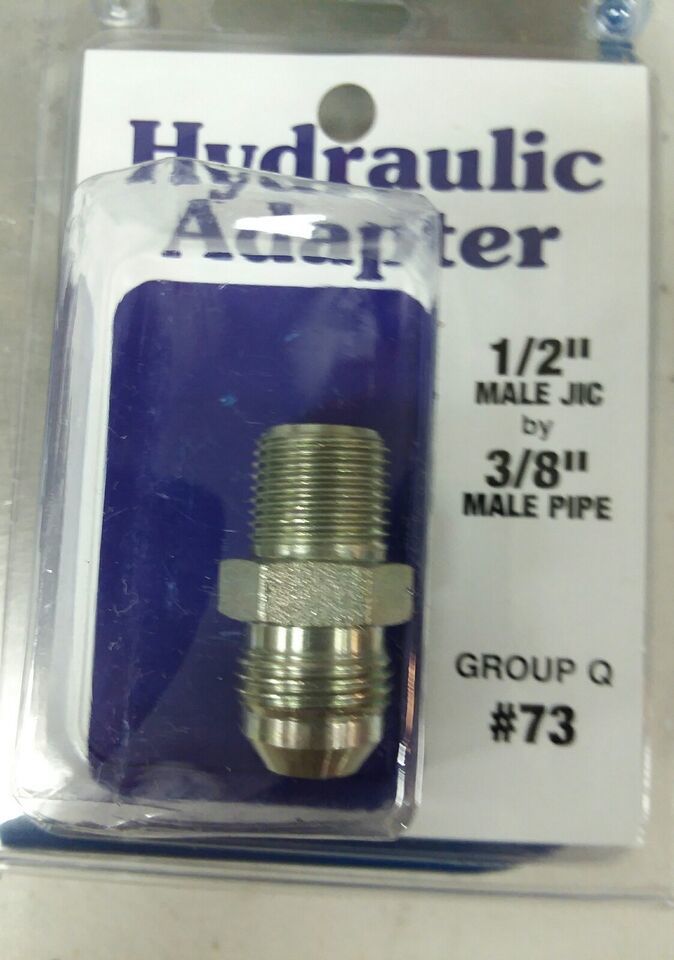 Hydraulic
Adapter
1/2"
MALE JIC
by
3/8"
MALE PIPE
GROUP Q
#73